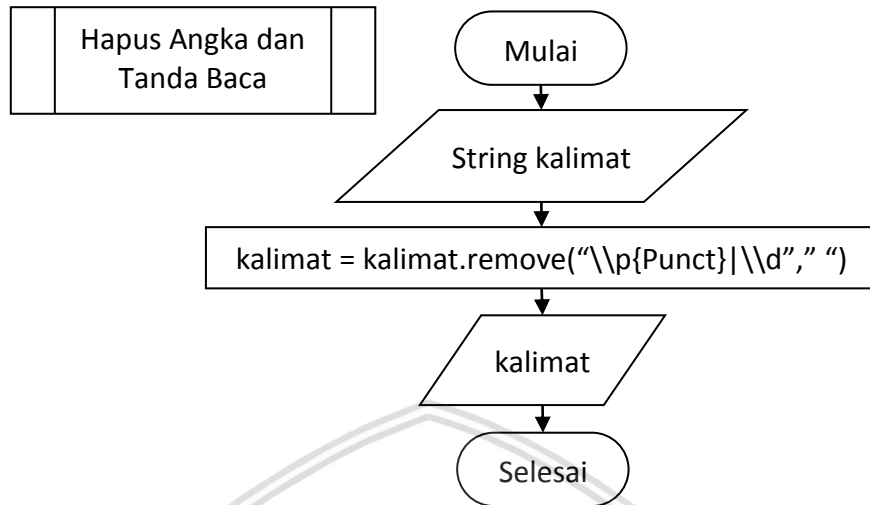 Hapus Angka dan
Tanda Baca
Mulai
String kalimat
kalimat = kalimat.remove(“\\p{Punct}|\\d”,” “)
kalimat
Selesai